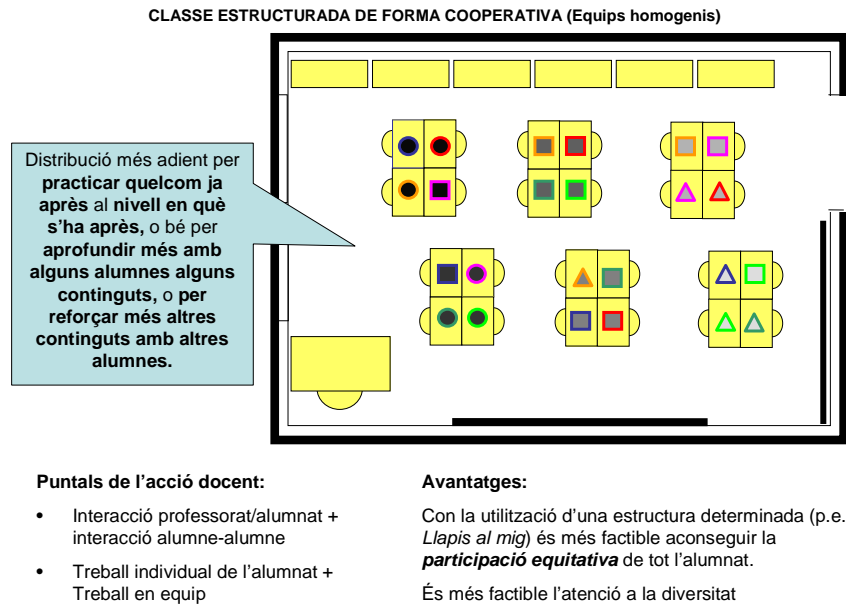 CLASSE ESTRUCTURADA DE FORMA COOPERATIVA (Equips homogenis)
Distribució més adient per
practicar quelcom ja
après al nivell en què
s'ha après, o bé per
aprofundir més amb
alguns alumnes alguns
continguts, o per
reforçar més altres
continguts amb altres
alumnes.
Puntals de l'acció docent:
• Interacció professorat/alumnat +
interacció alumne-alumne
• Treball individual de l'alumnat +
Treball en equip
Avantatges:
Con la utilització d'una estructura determinada (p.e.
Llapis al mig) és més factible aconseguir la
participació equitativa de tot l'alumnat.
És més factible l'atenció a la diversitat